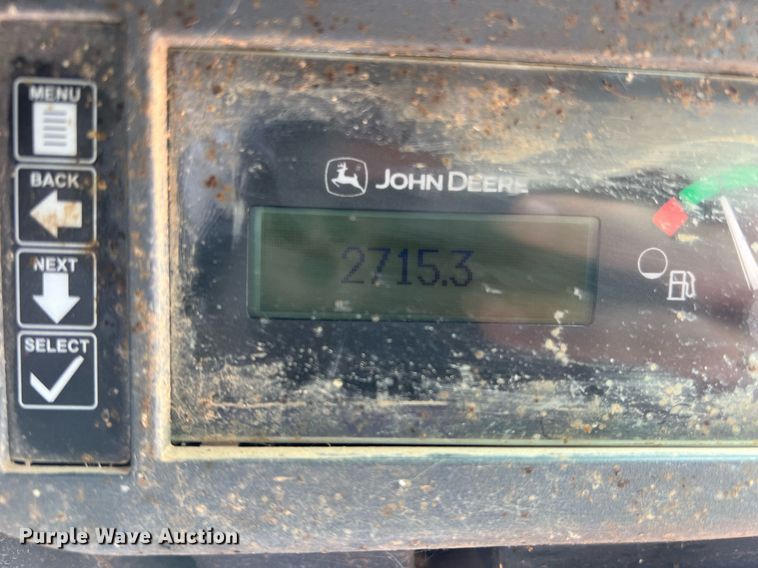 MENU
BACK
NEXT
SELECT
JOHN DEERE
2715.3
Purple Wave Auction